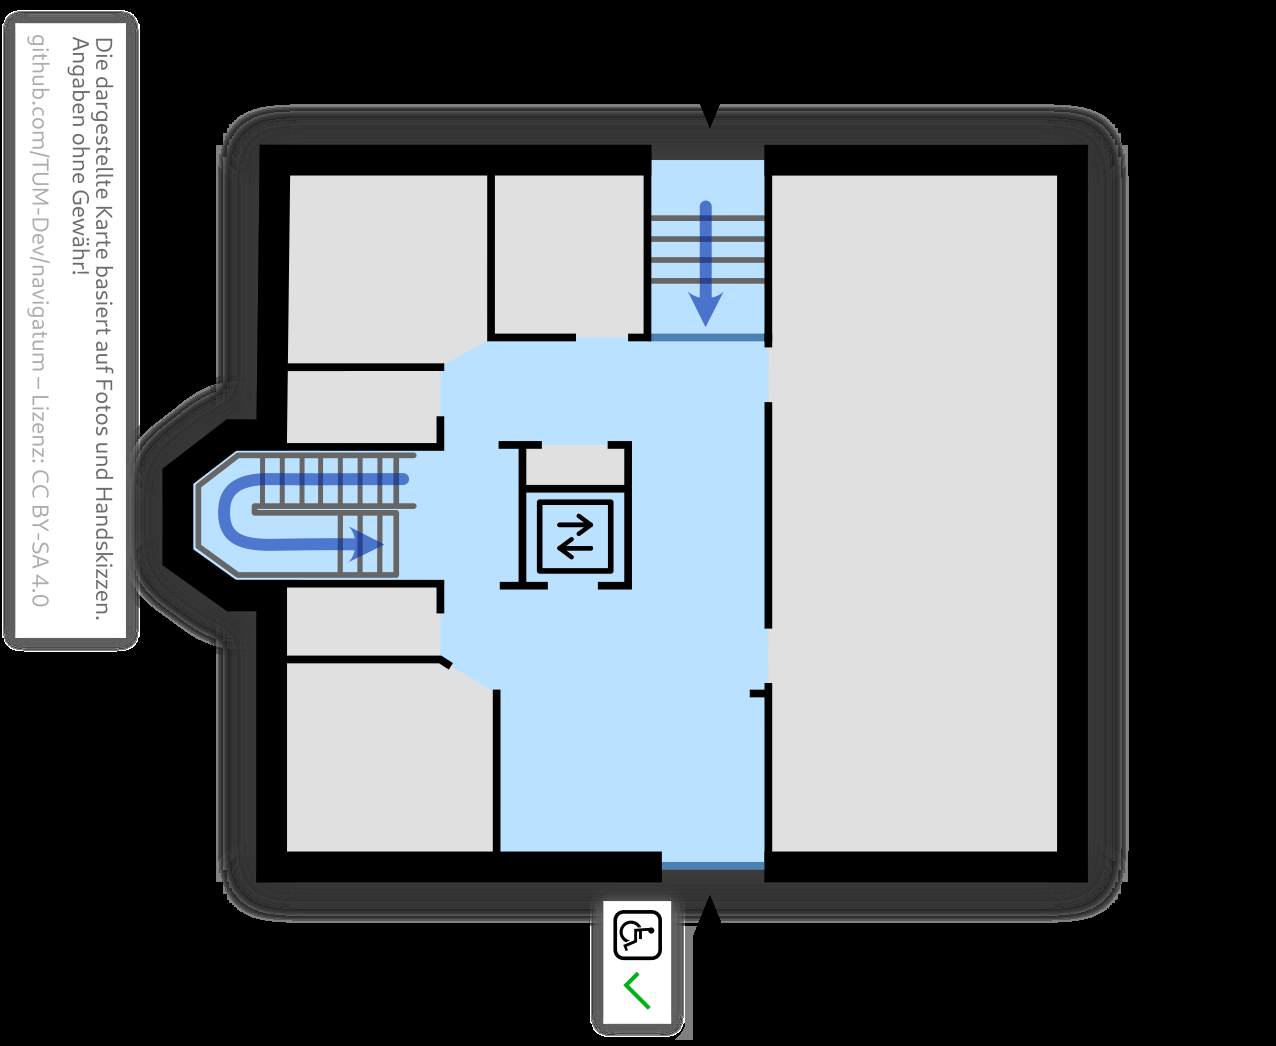 Die dargestellte Karte basiert auf Fotos und Handskizzen.
Angaben ohne Gewähr!
github.com/TUM-Dev/navigatum – Lizenz: CC BY-SA 4.0